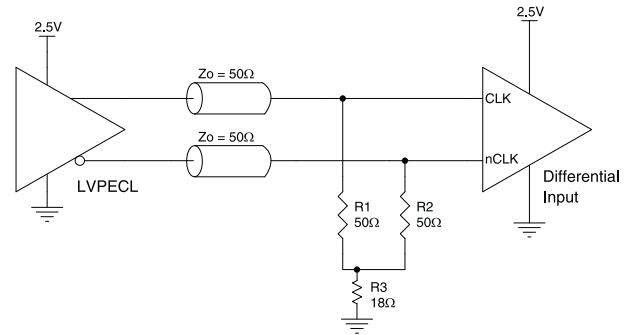 2.5V
2.5V
Zo = 50Ω
CLK
Zo = 50Ω
nCLK
LVPECL
Differential
Input
R1
50Ω
R2
50Ω
R3
18Ω